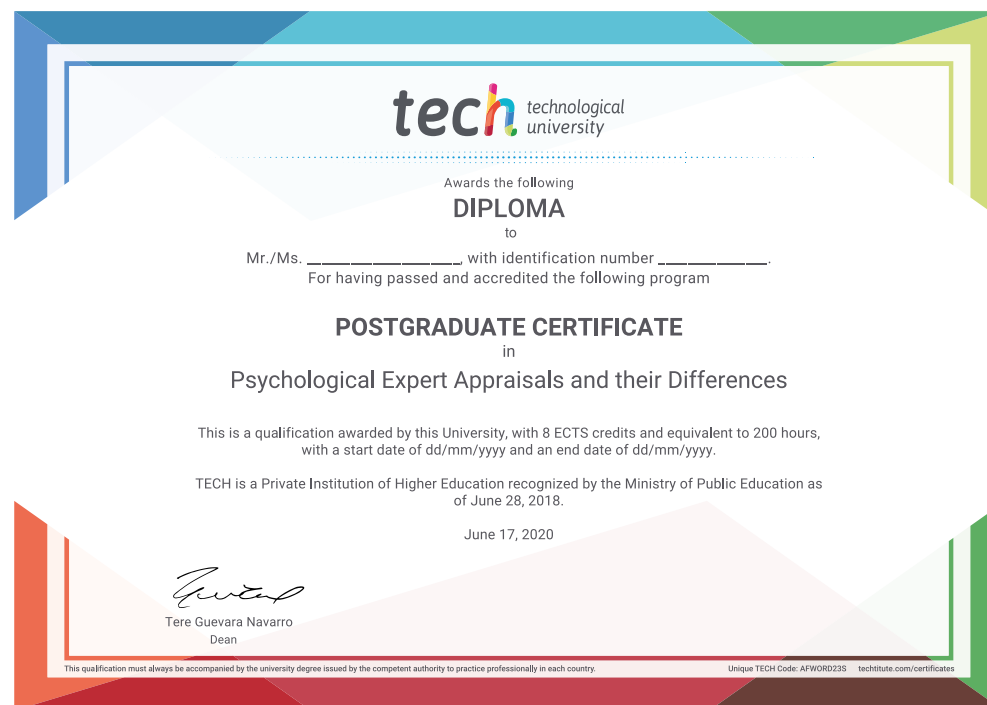 tech technological
university
Awards the following
DIPLOMA
to
Mr./Ms. ____________________, with identification number ______________.
For having passed and accredited the following program
POSTGRADUATE CERTIFICATE
in
Psychological Expert Appraisals and their Differences
This is a qualification awarded by this University, with 8 ECTS credits and equivalent to 200 hours,
with a start date of dd/mm/yyyy and an end date of dd/mm/yyyy.
TECH is a Private Institution of Higher Education recognized by the Ministry of Public Education as
of June 28, 2018.
June 17, 2020
Tere Guevara Navarro
Dean
This qualification must always be accompanied by the university degree issued by the competent authority to practice professionally in each country.
Unique TECH Code: AFWORD23S techtitute.com/certificates